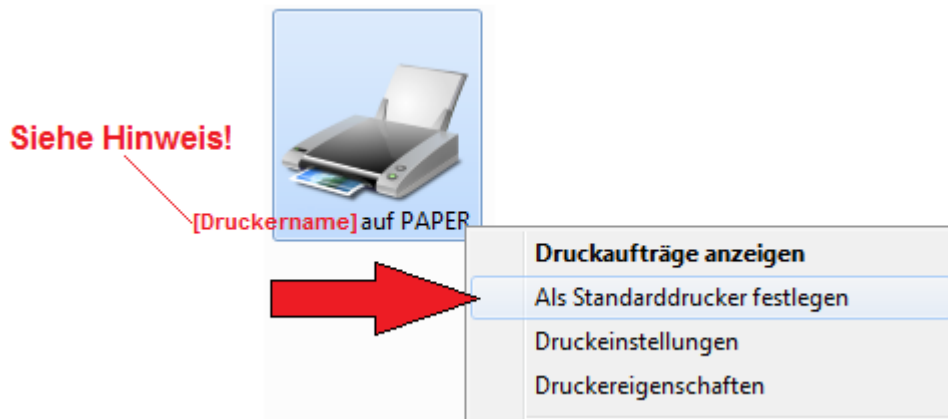 Siehe Hinweis!
[Druckername] auf PAPER
Druckaufträge anzeigen
Als Standarddrucker festlegen
Druckeinstellungen
Druckereigenschaften